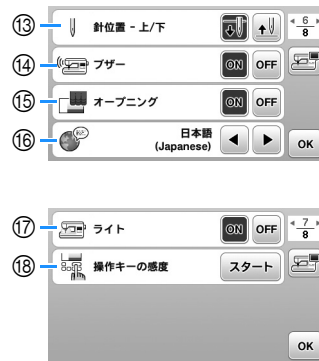 ⑬ 針位置 - 上/下 6
8
⑭ ブザー ON OFF
⑮ オープニング ON OFF
⑯ 日本語
(Japanese) OK
⑰ ライト ON OFF 7
8
⑱ 操作キーの感度 スタート
OK